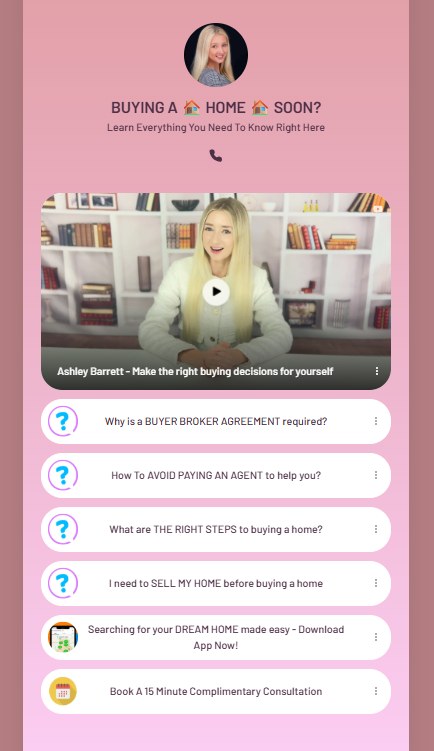 BUYING A 🏠 HOME 🏠 SOON?
Learn Everything You Need To Know Right Here
Ashley Barrett - Make the right buying decisions for yourself
Why is a BUYER BROKER AGREEMENT required?
How To AVOID PAYING AN AGENT to help you?
What are THE RIGHT STEPS to buying a home?
I need to SELL MY HOME before buying a home
Searching for your DREAM HOME made easy - Download
App Now!
Book A 15 Minute Complimentary Consultation